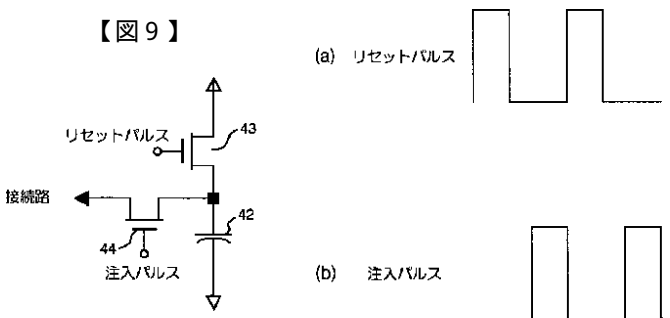 【図９】
リセットパルス
43
接続路
42
44
注入パルス
(a) リセットパルス
(b) 注入パルス